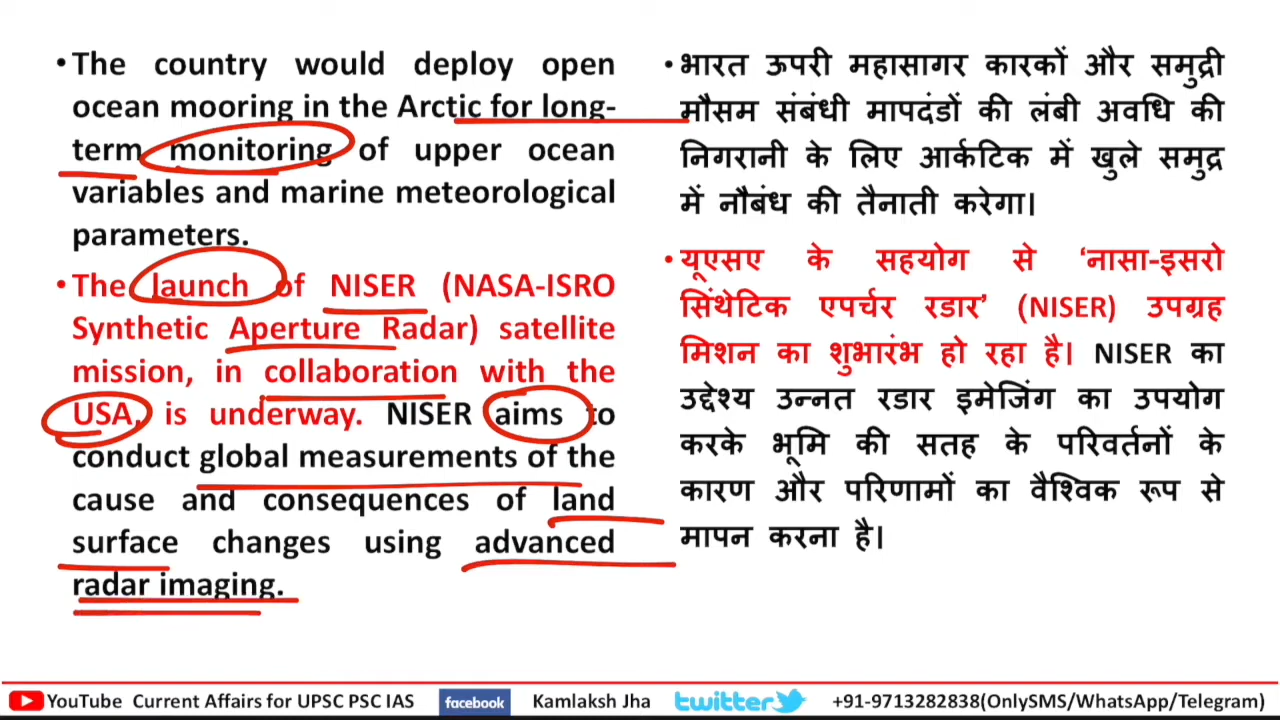 •The country would deploy open
ocean mooring in the Arctic for long-
term monitoring of upper ocean
variables and marine meteorological
parameters.
•The launch of NISER (NASA-ISRO
Synthetic Aperture Radar) satellite
mission, in collaboration with the
USA, is underway. NISER aims to
conduct global measurements of the
cause and consequences of land
surface changes using advanced
radar imaging.
•भारत ऊपरी महासागर कारकों और समुद्री
मौसम संबंधी मापदंडों की लंबी अवधि की
निगरानी के लिए आर्कटिक में खुले समुद्र
में नौबंध की तैनाती करेगा।
•यूएसए के सहयोग से ‘नासा-इसरो
सिंथेटिक एपर्चर रडार’ (NISER) उपग्रह
मिशन का शुभारंभ हो रहा है। NISER का
उद्देश्य उन्नत रडार इमेजिंग का उपयोग
करके भूमि की सतह के परिवर्तनों के
कारण और परिणामों का वैश्विक रूप से
मापन करना है।
YouTube Current Affairs for UPSC PSC IAS facebook Kamlaksh Jha twitter +91-9713282838(OnlySMS/WhatsApp/Telegram)